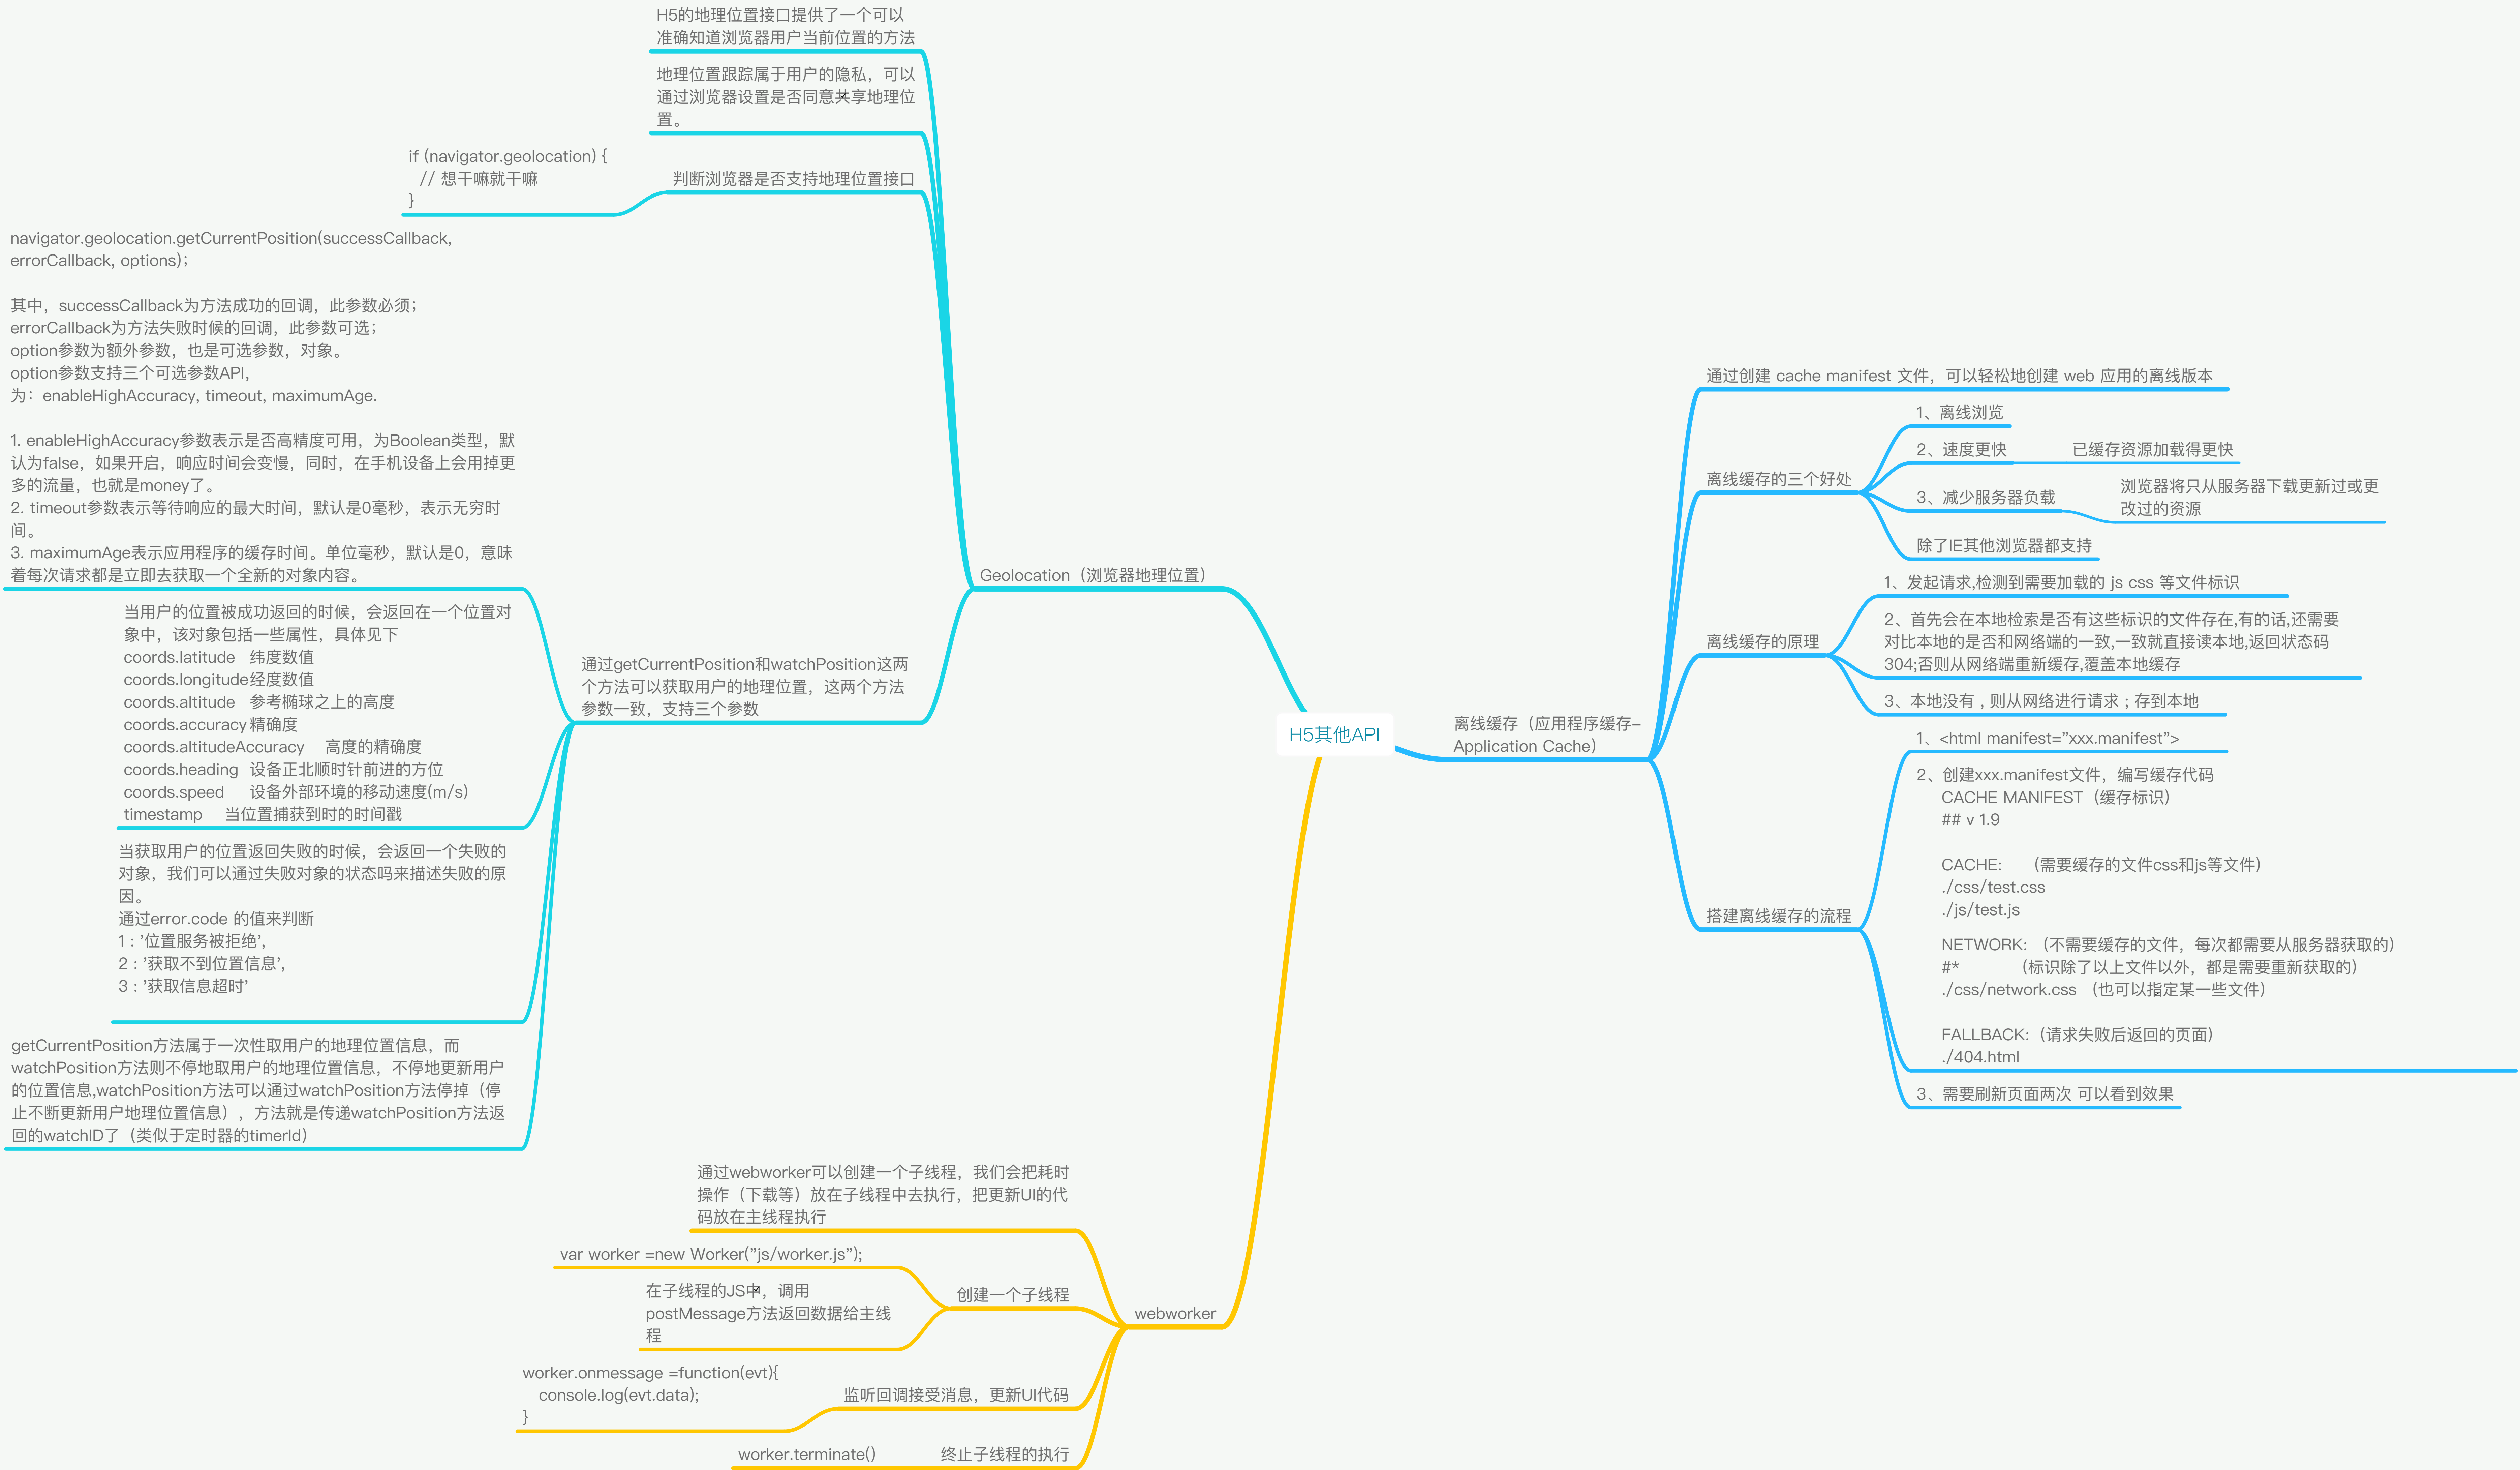 H5的地理位置接口提供了一个可以
准确知道浏览器用户当前位置的方法
地理位置跟踪属于用户的隐私，可以
通过浏览器设置是否同意共享地理位
置。
if (navigator.geolocation) {
// 想干嘛就干嘛
}
判断浏览器是否支持地理位置接口
navigator.geolocation.getCurrentPosition(successCallback,
errorCallback, options)；
其中，successCallback为方法成功的回调，此参数必须；
errorCallback为方法失败时候的回调，此参数可选；
option参数为额外参数，也是可选参数，对象。
option参数支持三个可选参数API，
为：enableHighAccuracy, timeout, maximumAge.
1. enableHighAccuracy参数表示是否高精度可用，为Boolean类型，默
认为false，如果开启，响应时间会变慢，同时，在手机设备上会用掉更
多的流量，也就是money了。
2. timeout参数表示等待响应的最大时间，默认是0毫秒，表示无穷时
间。
3. maximumAge表示应用程序的缓存时间。单位毫秒，默认是0，意味
着每次请求都是立即去获取一个全新的对象内容。
Geolocation（浏览器地理位置）
当用户的位置被成功返回的时候，会返回在一个位置对
象中，该对象包括一些属性，具体见下
coords.latitude 纬度数值
coords.longitude经度数值
coords.altitude 参考椭球之上的高度
coords.accuracy 精确度
coords.altitudeAccuracy 高度的精确度
coords.heading 设备正北顺时针前进的方位
coords.speed 设备外部环境的移动速度(m/s)
timestamp 当位置捕获到时的时间戳
通过getCurrentPosition和watchPosition这两
个方法可以获取用户的地理位置，这两个方法
参数一致，支持三个参数
当获取用户的位置返回失败的时候，会返回一个失败的
对象，我们可以通过失败对象的状态吗来描述失败的原
因。
通过error.code 的值来判断
1 : '位置服务被拒绝',
2 : '获取不到位置信息',
3 : '获取信息超时'
getCurrentPosition方法属于一次性取用户的地理位置信息，而
watchPosition方法则不停地取用户的地理位置信息，不停地更新用户
的位置信息,watchPosition方法可以通过watchPosition方法停掉（停
止不断更新用户地理位置信息），方法就是传递watchPosition方法返
回的watchID了（类似于定时器的timerId）
H5其他API
离线缓存（应用程序缓存-
Application Cache）
通过创建 cache manifest 文件，可以轻松地创建 web 应用的离线版本
离线缓存的三个好处
1、离线浏览
2、速度更快
已缓存资源加载得更快
3、减少服务器负载
浏览器将只从服务器下载更新过或更
改过的资源
除了IE其他浏览器都支持
离线缓存的原理
1、发起请求,检测到需要加载的 js css 等文件标识
2、首先会在本地检索是否有这些标识的文件存在,有的话,还需要
对比本地的是否和网络端的一致,一致就直接读本地,返回状态码
304;否则从网络端重新缓存,覆盖本地缓存
3、本地没有 , 则从网络进行请求 ; 存到本地
搭建离线缓存的流程
1、<html manifest="xxx.manifest">
2、创建xxx.manifest文件，编写缓存代码
CACHE MANIFEST（缓存标识）
## v 1.9
CACHE: （需要缓存的文件css和js等文件）
./css/test.css
./js/test.js
NETWORK: （不需要缓存的文件，每次都需要从服务器获取的）
#* （标识除了以上文件以外，都是需要重新获取的）
./css/network.css （也可以指定某一些文件）
FALLBACK:（请求失败后返回的页面）
./404.html
3、需要刷新页面两次 可以看到效果
通过webworker可以创建一个子线程，我们会把耗时
操作（下载等）放在子线程中去执行，把更新UI的代
码放在主线程执行
var worker =new Worker("js/worker.js");
在子线程的JS中，调用
postMessage方法返回数据给主线
程
创建一个子线程
webworker
worker.onmessage =function(evt){
console.log(evt.data);
}
监听回调接受消息，更新UI代码
worker.terminate()
终止子线程的执行